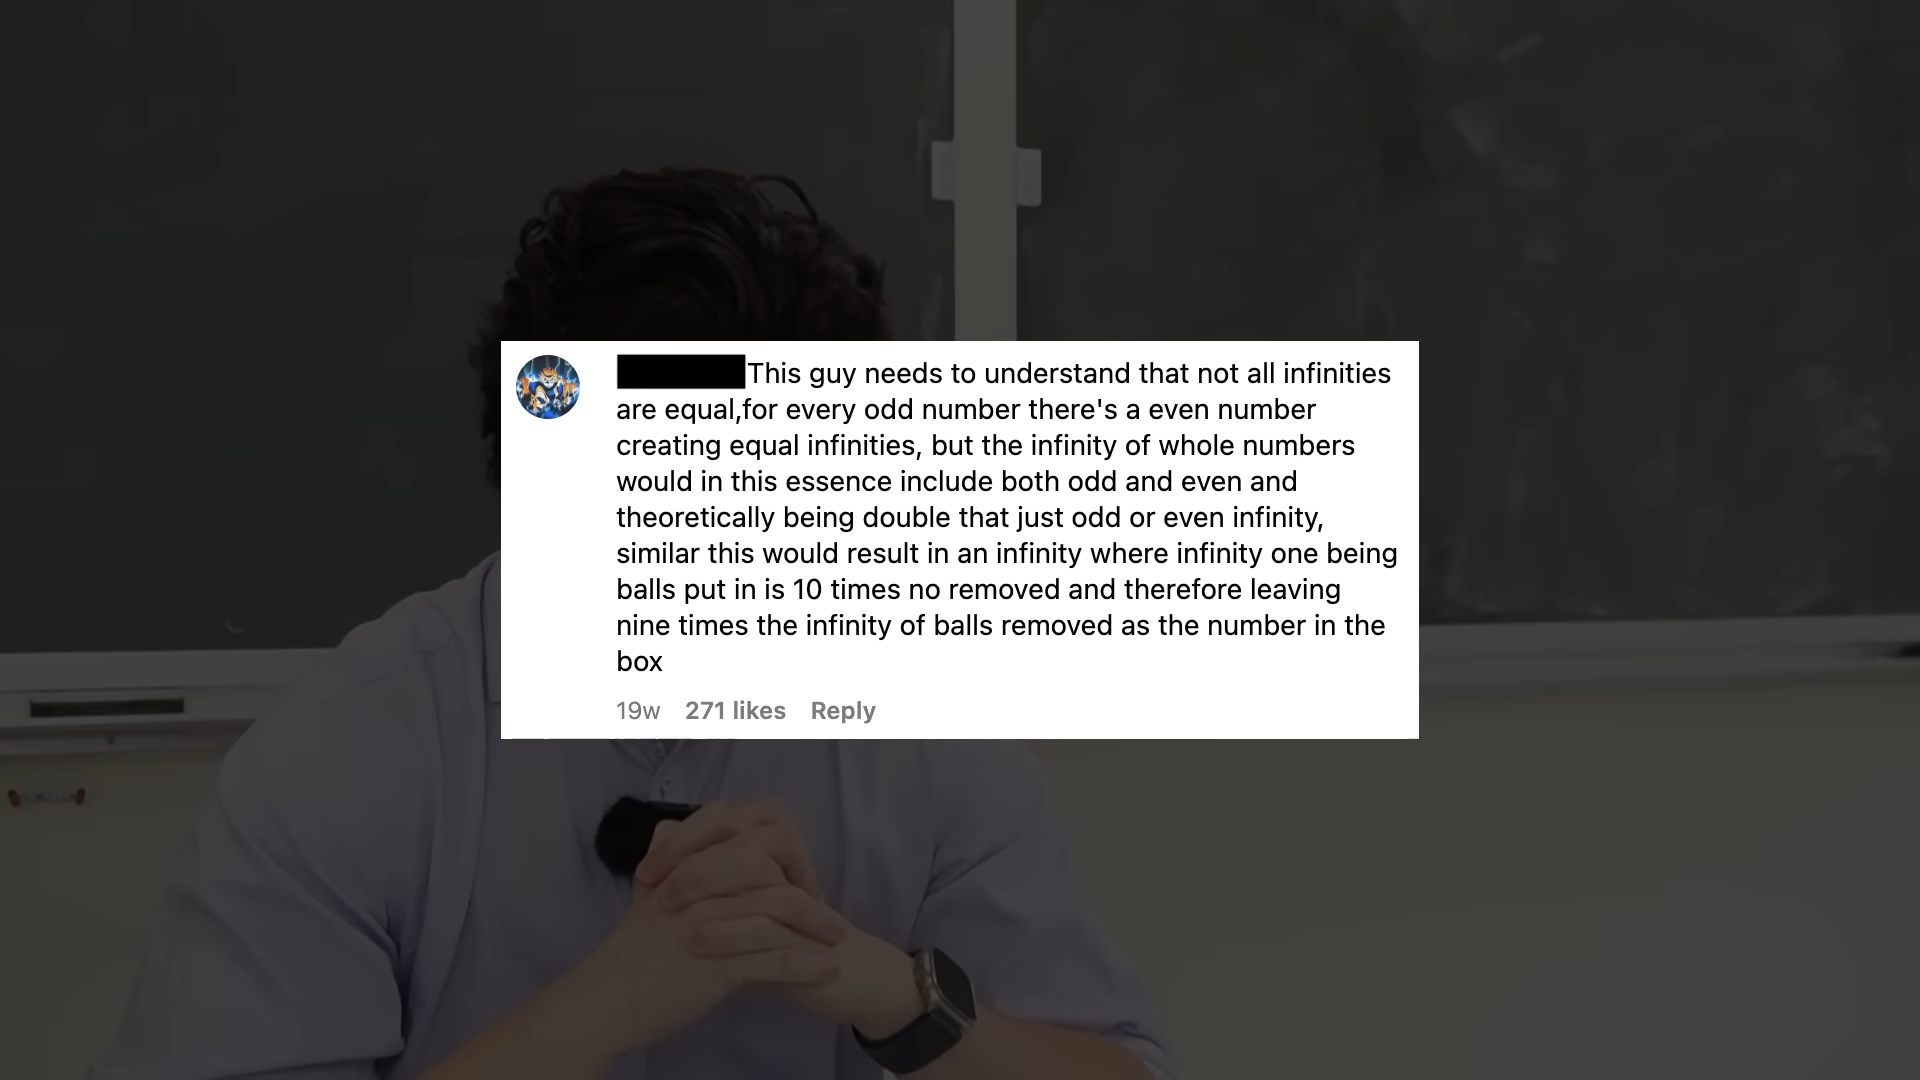 This guy needs to understand that not all infinities
are equal,for every odd number there's a even number
creating equal infinities, but the infinity of whole numbers
would in this essence include both odd and even and
theoretically being double that just odd or even infinity,
similar this would result in an infinity where infinity one being
balls put in is 10 times no removed and therefore leaving
nine times the infinity of balls removed as the number in the
box
19w 271 likes Reply